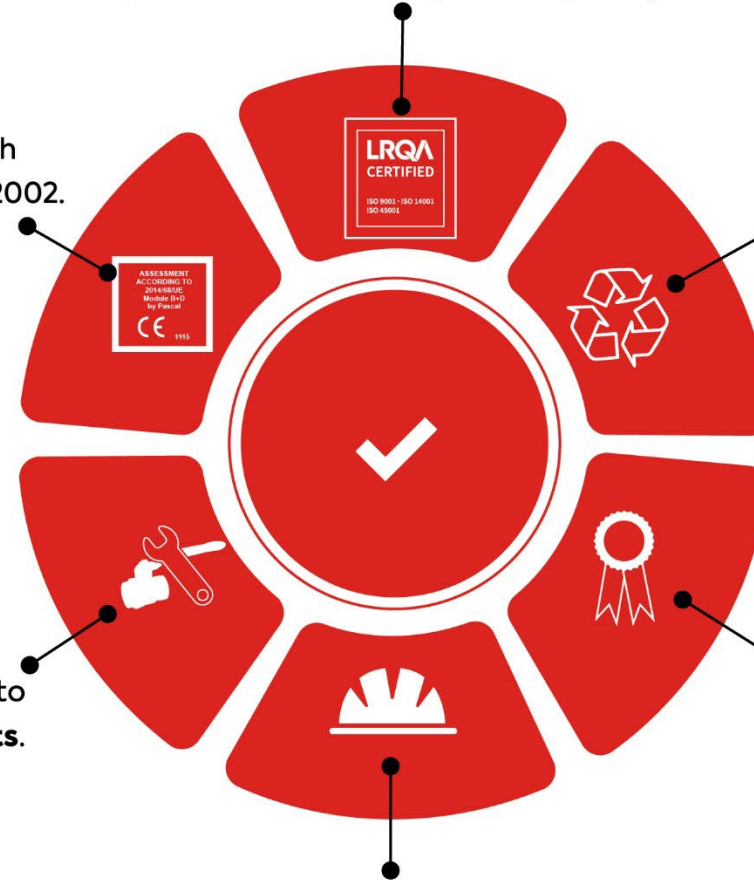 LRQA
CERTIFIED
ISO 9001 - ISO 14001
ISO 45001
2002.
ASSESSMENT
ACCORDING TO
2014/68/UE
Module B+D
by Pascal
CE 1115
to